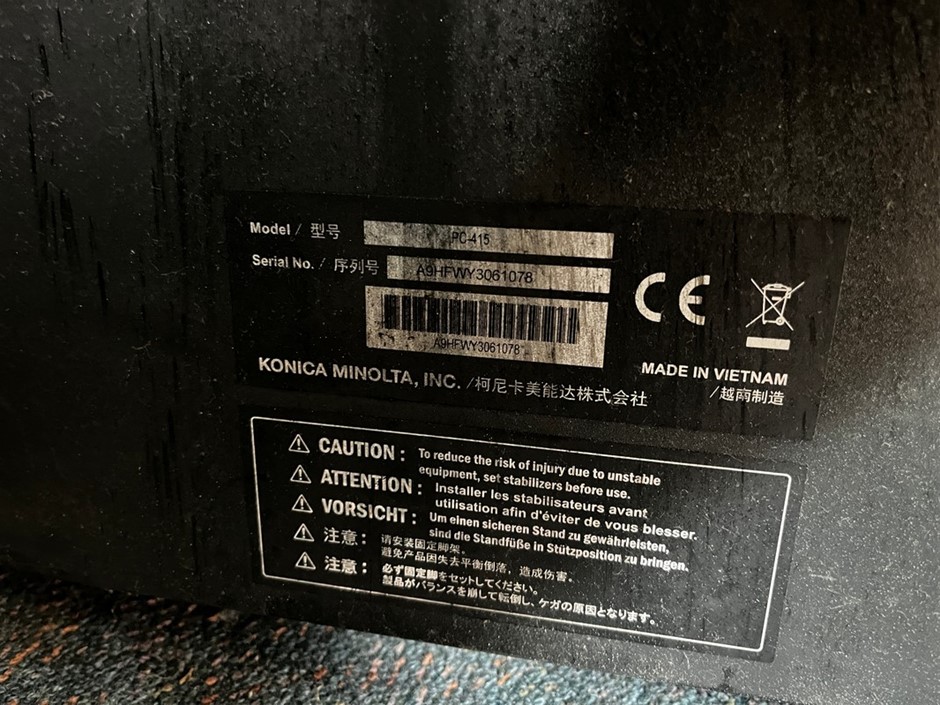 Model / 型号 PC-415
Serial No. / 序列号 A9HFWY3061078
A9HFWY3061078
CE
KONICA MINOLTA, INC. /柯尼卡美能达株式会社
MADE IN VIETNAM
/越南制造
CAUTION : To reduce the risk of injury due to unstable
equipment, set stabilizers before use.
ATTENTION : Installer les stabilisateurs avant
utilisation afin d'éviter de vous blesser.
VORSICHT : Um einen sicheren Stand zu gewährleisten,
sind die Standfüße in Stützposition zu bringen.
注意： 请安装固定脚架。
避免产品因失去平衡倒落，造成伤害。
注意： 必ず固定脚をセットしてください。
製品がバランスを崩して転倒し、ケガの原因となります。